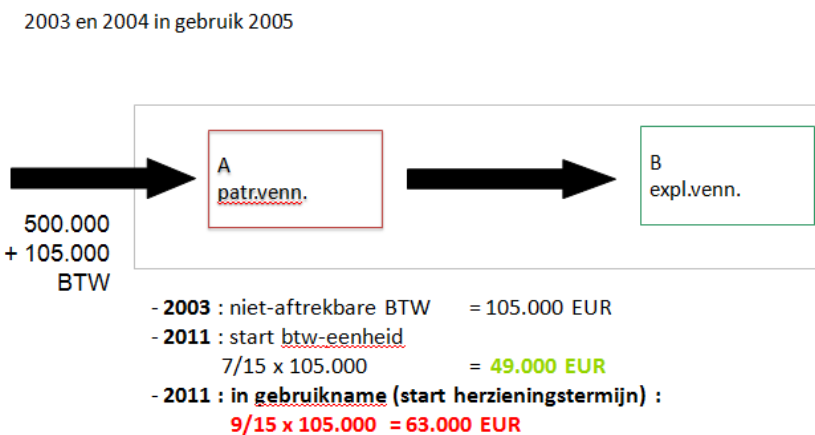 2003 en 2004 in gebruik 2005
A
patr.venn.
B
expl.venn.
500.000
+ 105.000
BTW
- 2003 : niet-aftrekbare BTW = 105.000 EUR
- 2011 : start btw-eenheid
7/15 x 105.000 = 49.000 EUR
- 2011 : in gebruikname (start herzieningstermijn) :
9/15 x 105.000 = 63.000 EUR